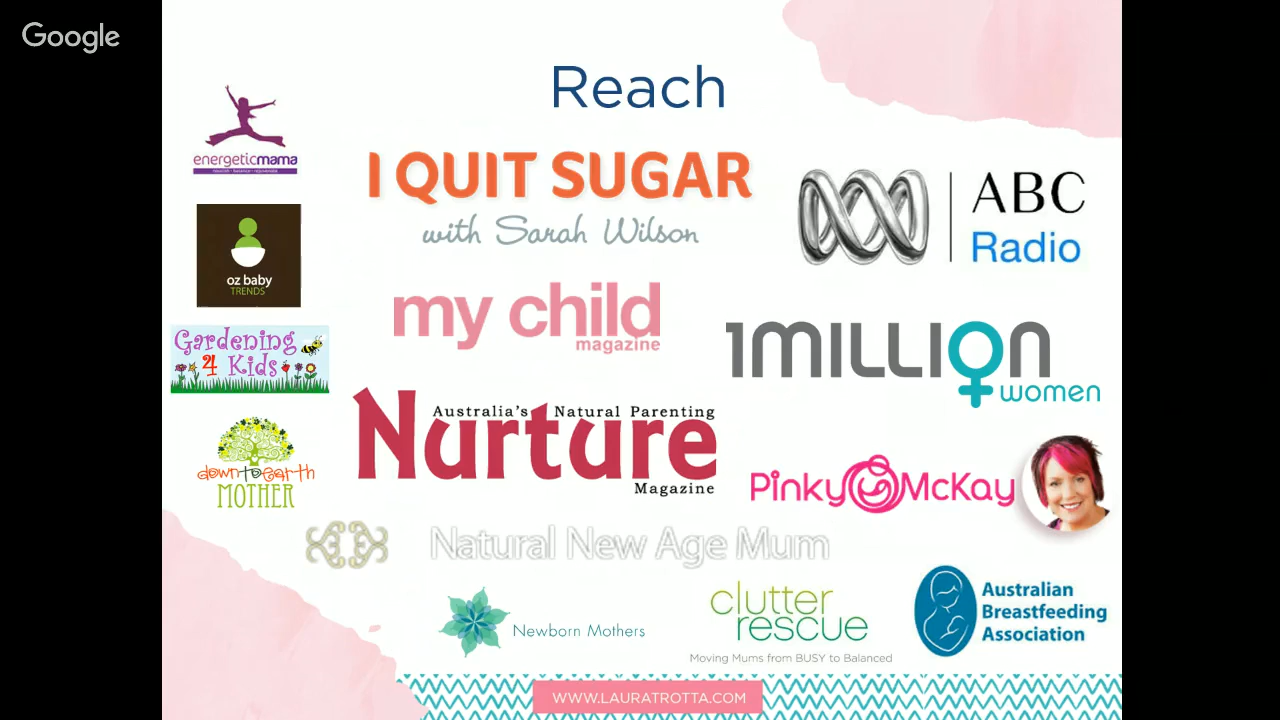 Google
Reach
energeticmama
I QUIT SUGAR
with Sarah Wilson
ABC
Radio
oz baby
TRENDS
my child
magazine
Gardening
4 Kids
1MILLION
women
Australia's Natural Parenting
Nurture
Magazine
down to earth
MOTHER
Pinky McKay
Natural New Age Mum
Newborn Mothers
clutter
rescue
Moving Mums from BUSY to Balanced
Australian
Breastfeeding
Association
WWW.LAURATROTTA.COM